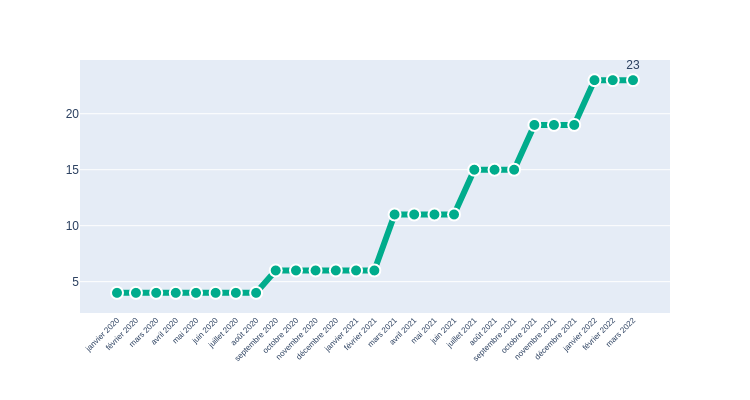 23
20
15
10
5
janvier 2020
février 2020
mars 2020
avril 2020
mai 2020
juin 2020
juillet 2020
août 2020
septembre 2020
octobre 2020
novembre 2020
décembre 2020
janvier 2021
février 2021
mars 2021
avril 2021
mai 2021
juin 2021
juillet 2021
août 2021
septembre 2021
octobre 2021
novembre 2021
décembre 2021
janvier 2022
février 2022
mars 2022